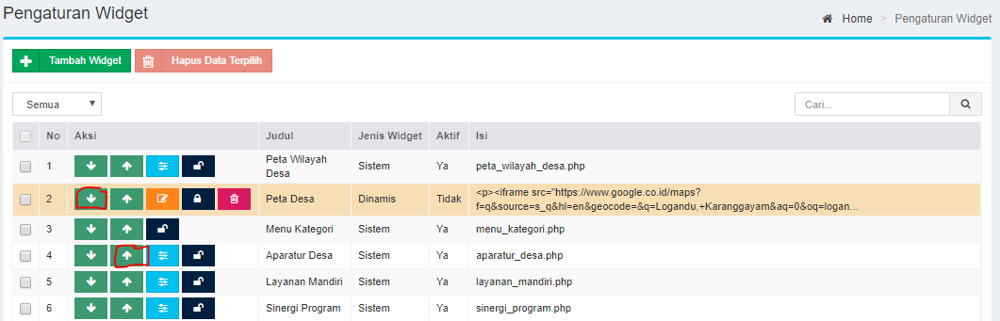 Pengaturan Widget
Home > Pengaturan Widget
Tambah Widget Hapus Data Terpilih
Semua Cari...
No Aksi Judul Jenis Widget Aktif Isi
1 Peta Wilayah Desa Sistem Ya peta_wilayah_desa.php
2 Peta Desa Dinamis Tidak <p><iframe src="https://www.google.co.id/maps?
f=q&source=s_q&hl=en&geocode=&q=Logandu,+Karanggayam&aq=0&oq=logan...
3 Menu Kategori Sistem Ya menu_kategori.php
4 Aparatur Desa Sistem Ya aparatur_desa.php
5 Layanan Mandiri Sistem Ya layanan_mandiri.php
6 Sinergi Program Sistem Ya sinergi_program.php